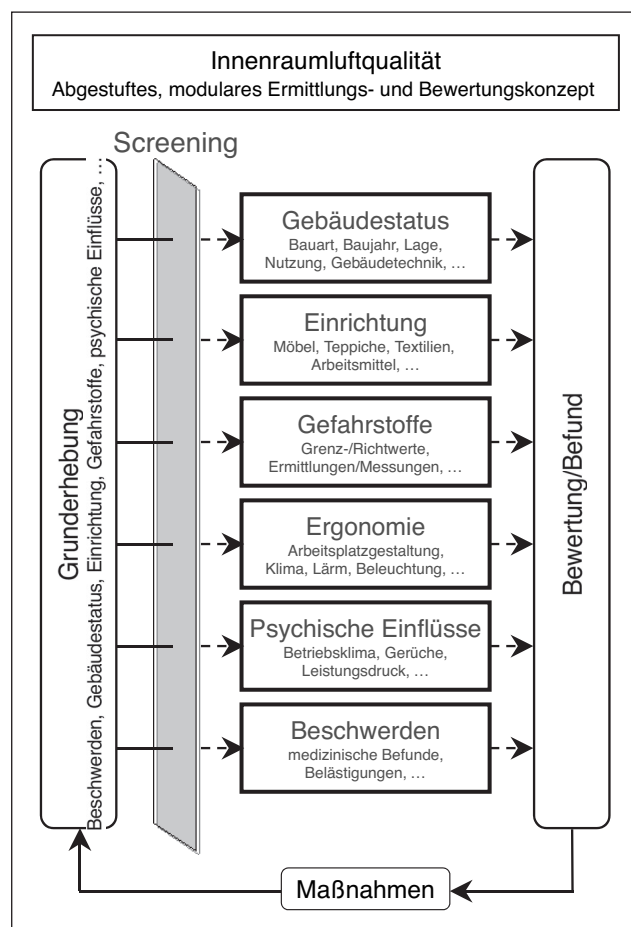 Innenraumluftqualität
Abgestuftes, modulares Ermittlungs- und Bewertungskonzept
Screening
Grunderhebung
Beschwerden, Gebäudestatus, Einrichtung, Gefahrstoffe, psychische Einflüsse, …
Gebäudestatus
Bauart, Baujahr, Lage,
Nutzung, Gebäudetechnik, …
Einrichtung
Möbel, Teppiche, Textilien,
Arbeitsmittel, …
Gefahrstoffe
Grenz-/Richtwerte,
Ermittlungen/Messungen, …
Ergonomie
Arbeitsplatzgestaltung,
Klima, Lärm, Beleuchtung, …
Psychische Einflüsse
Betriebsklima, Gerüche,
Leistungsdruck, …
Beschwerden
medizinische Befunde,
Belästigungen, …
Bewertung/Befund
Maßnahmen